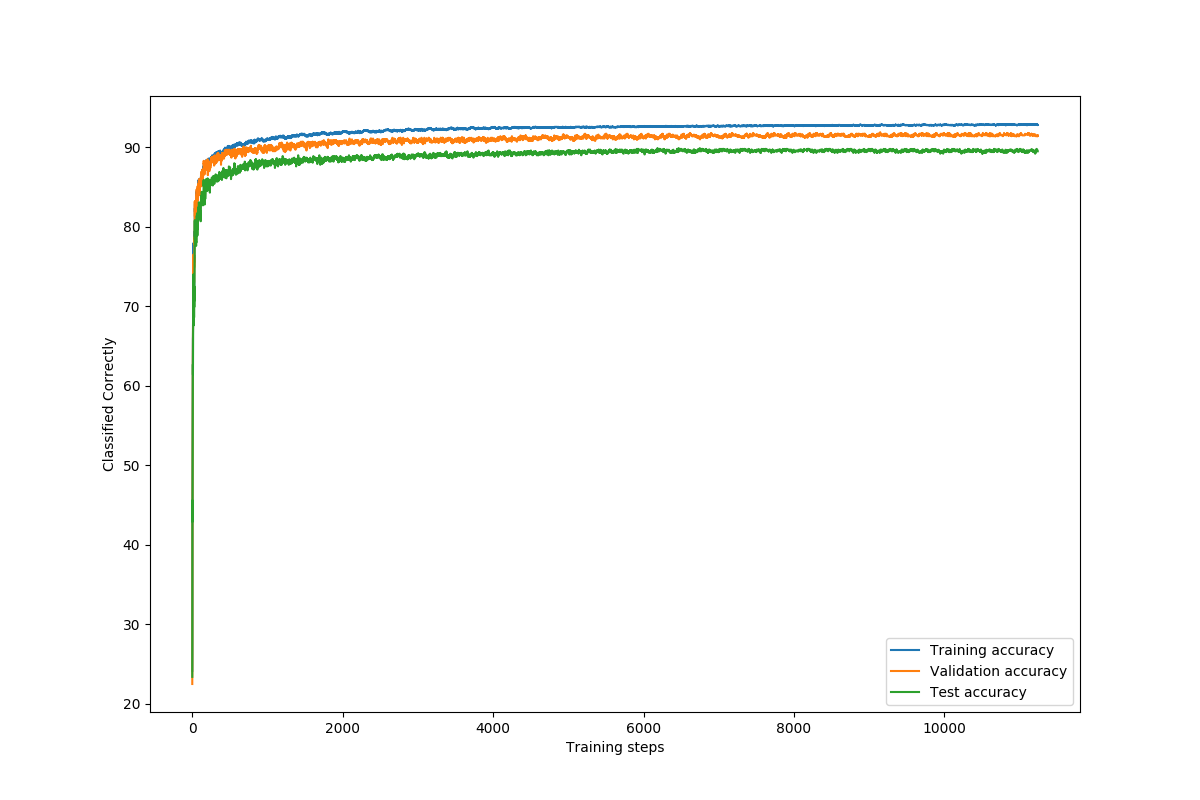 90
80
70
60
50
40
30
20
Classified Correctly
0 2000 4000 6000 8000 10000
Training steps
Training accuracy
Validation accuracy
Test accuracy